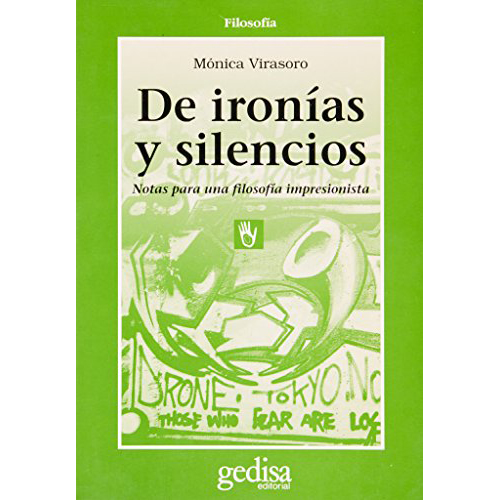 Filosofía
Mónica Virasoro
De ironías
y silencios
Notas para una filosofía impresionista
DRONE. TOKYO. NO
THOSE WHO FEAR ARE LOS
gedisa
editorial